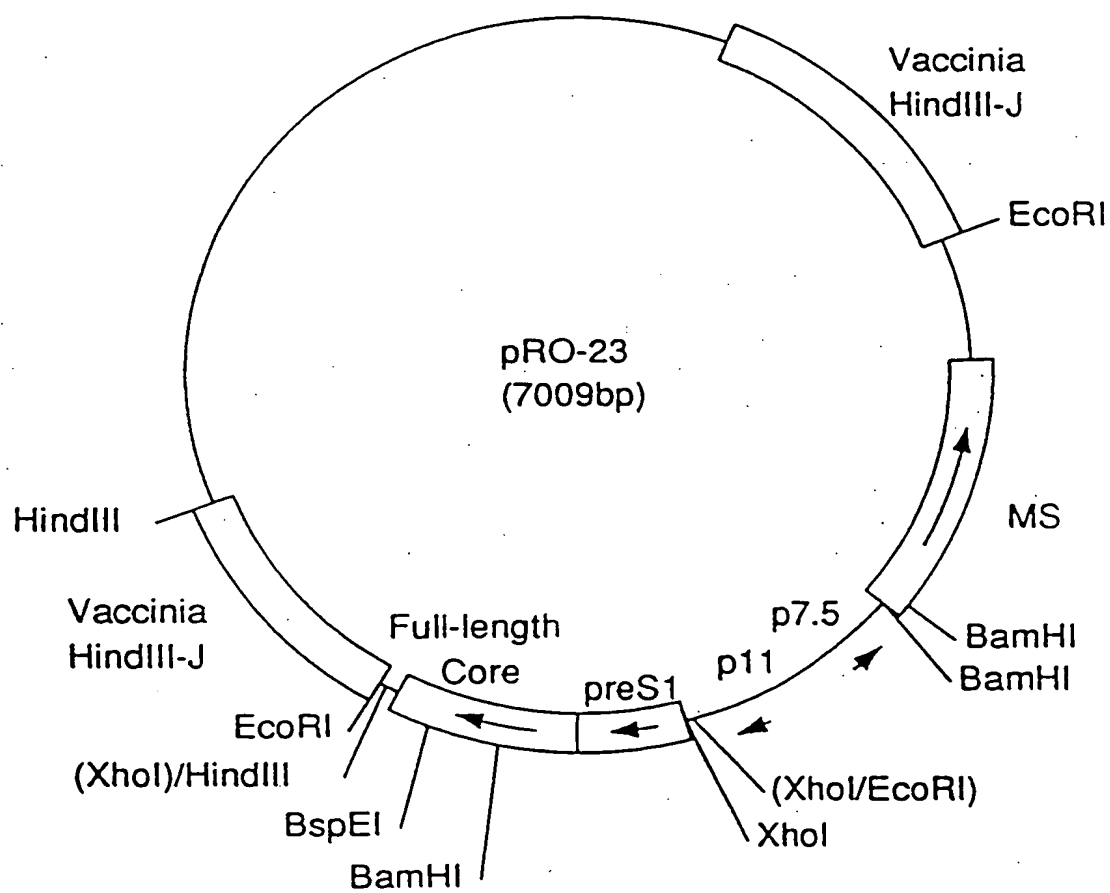 Vaccinia
HindIII-J
EcoRI
pRO-23
(7009bp)
MS
HindIII
Vaccinia
HindIII-J
Full-length
Core
preS1
p11
p7.5
BamHI
BamHI
EcoRI
(XhoI)/HindIII
BspEI
BamHI
(XhoI/EcoRI)
XhoI